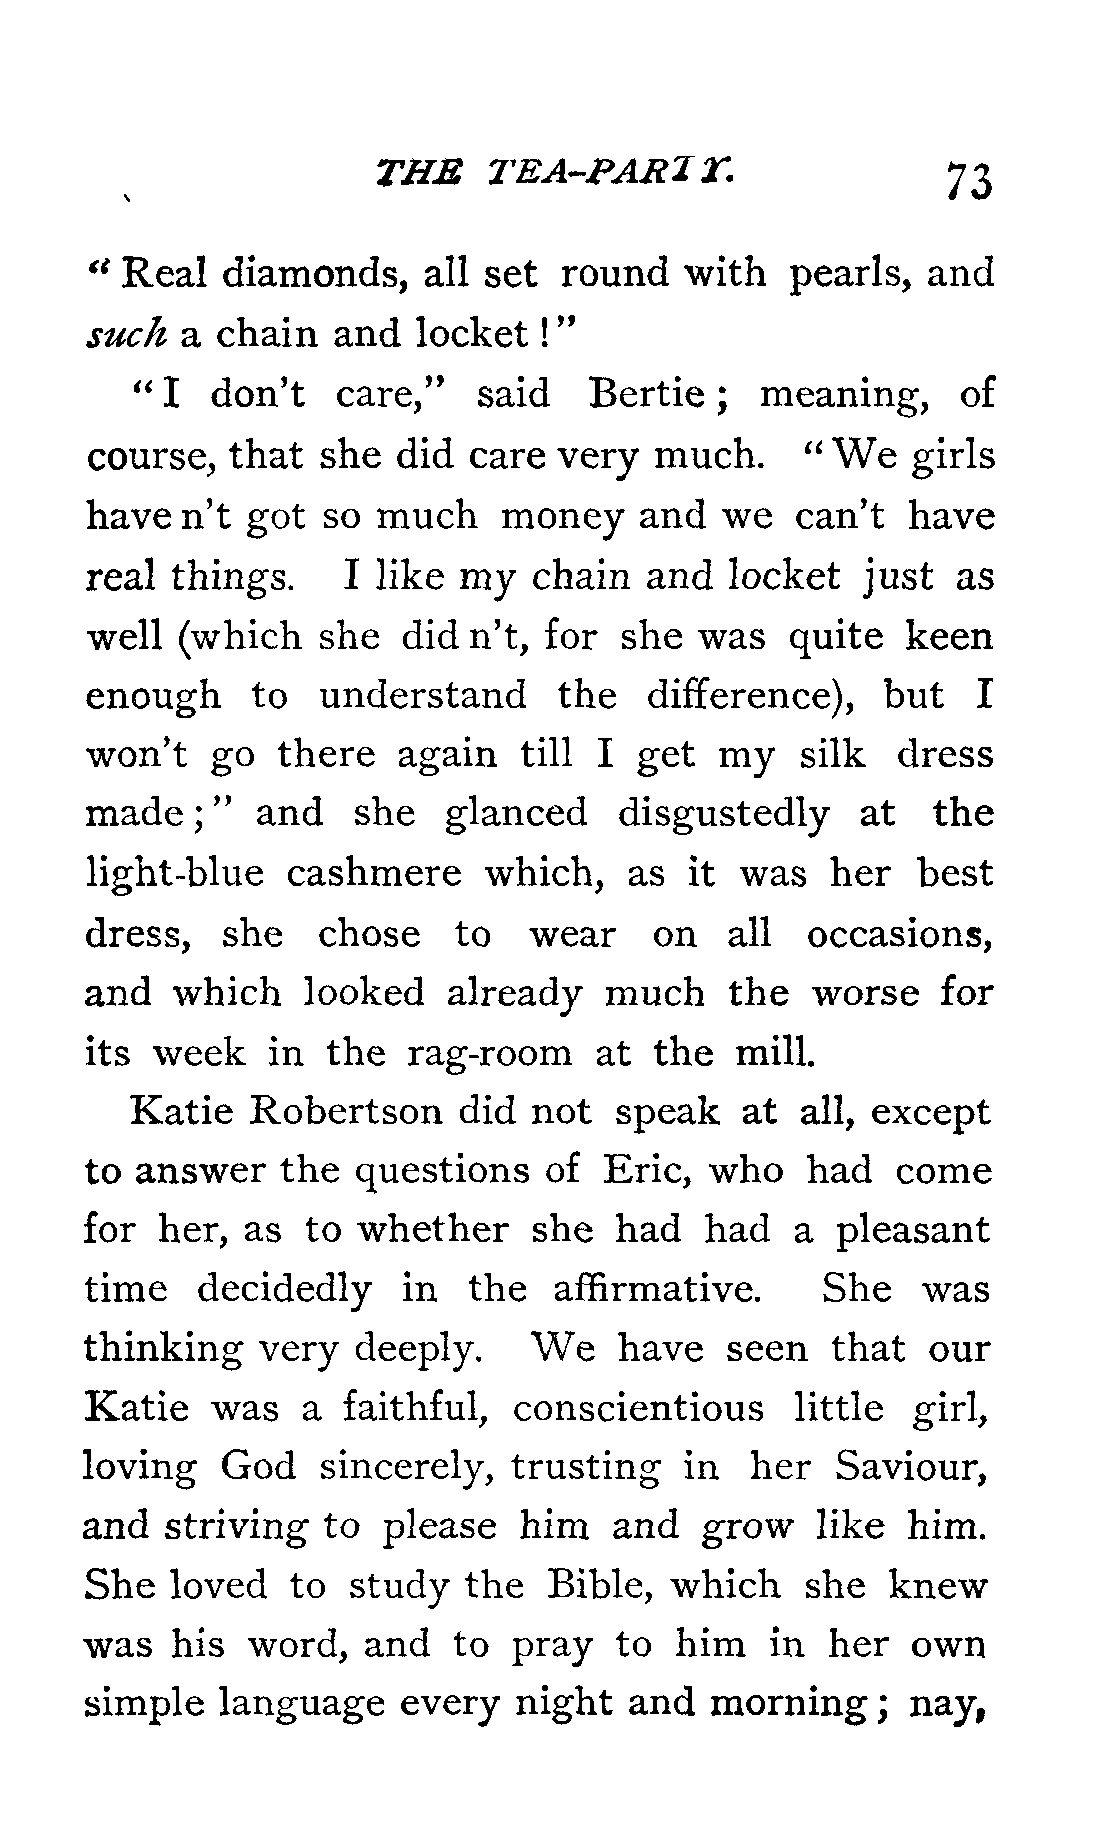 THE TEA-PARTY. 73
“Real diamonds, all set round with pearls, and
such a chain and locket!”
“I don't care,” said Bertie; meaning, of
course, that she did care very much. “We girls
have n't got so much money and we can't have
real things. I like my chain and locket just as
well (which she did n't, for she was quite keen
enough to understand the difference), but I
won't go there again till I get my silk dress
made;” and she glanced disgustedly at the
light-blue cashmere which, as it was her best
dress, she chose to wear on all occasions,
and which looked already much the worse for
its week in the rag-room at the mill.
Katie Robertson did not speak at all, except
to answer the questions of Eric, who had come
for her, as to whether she had had a pleasant
time decidedly in the affirmative. She was
thinking very deeply. We have seen that our
Katie was a faithful, conscientious little girl,
loving God sincerely, trusting in her Saviour,
and striving to please him and grow like him.
She loved to study the Bible, which she knew
was his word, and to pray to him in her own
simple language every night and morning; nay,